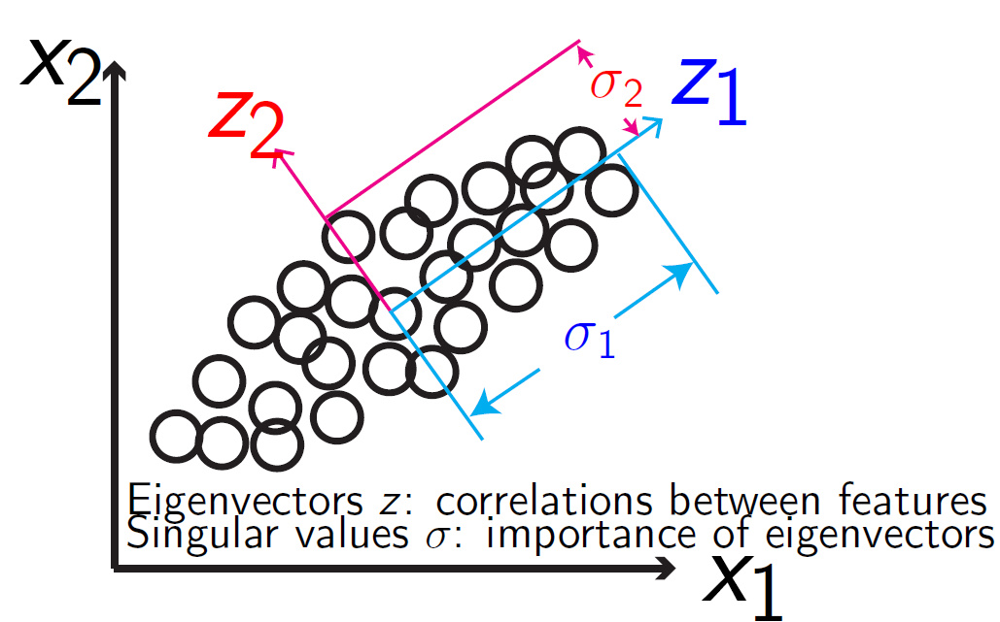 x₂
z₂
σ₂
z₁
σ₁
Eigenvectors z: correlations between features
Singular values σ: importance of eigenvectors
x₁